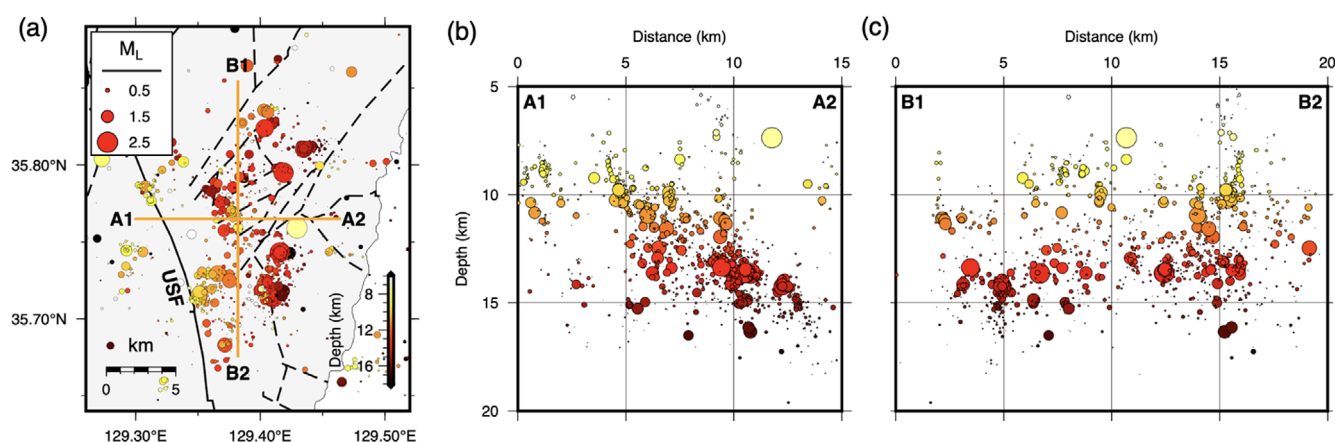 (a)
M_L
0.5
1.5
2.5
B1
A1
A2
USF
B2
35.80°N
35.70°N
129.30°E
129.40°E
129.50°E
km
0
5
Depth (km)
8
12
16
(b)
Distance (km)
0
5
10
15
A1
A2
5
10
15
20
Depth (km)
(c)
Distance (km)
0
5
10
15
20
B1
B2